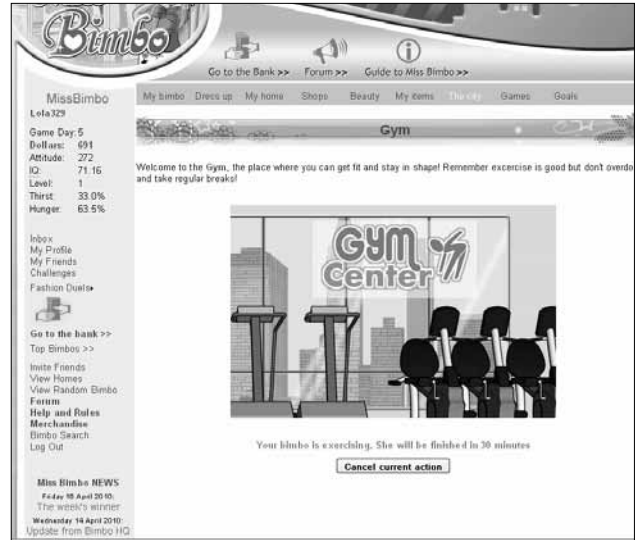 Miss
Bimbo
Go to the Bank >> Forum >> Guide to Miss Bimbo >>
My bimbo Dress up My home Shops Beauty My items The city Games Goals
MissBimbo
Lola329
Game Day: 5
Dollars: 691
Attitude: 272
IQ: 71.16
Level: 1
Thirst: 33.0%
Hunger: 63.5%
Inbox
My Profile
My Friends
Challenges
Fashion Duels
Go to the bank >>
Top Bimbos >>
Invite Friends
View Homes
View Random Bimbo
Forum
Help and Rules
Merchandise
Bimbo Search
Log Out
Miss Bimbo NEWS
Friday 16 April 2010:
The week's winner
Wednesday 14 April 2010:
Update from Bimbo HQ
Gym
Welcome to the Gym, the place where you can get fit and stay in shape! Remember excercise is good but don't overdo
and take regular breaks!
GYM
Center
Your bimbo is exercising. She will be finished in 30 minutes
Cancel current action